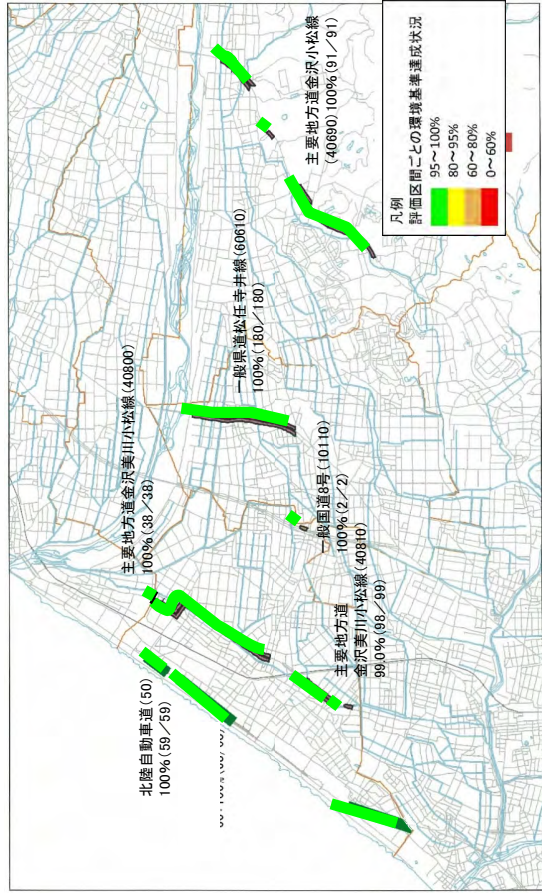 主要地方道金沢小松線
(40690)100%(91/91)
一般県道松任寺井線(60610)
100%(180/180)
主要地方道金沢美川小松線(40800)
100%(38/38)
一般国道8号(10110)
100%(2/2)
主要地方道
金沢美川小松線(40810)
99.0%(98/99)
北陸自動車道(50)
100%(59/59)
凡例
評価区間ごとの環境基準達成状況
95~100%
80~95%
60~80%
0~60%